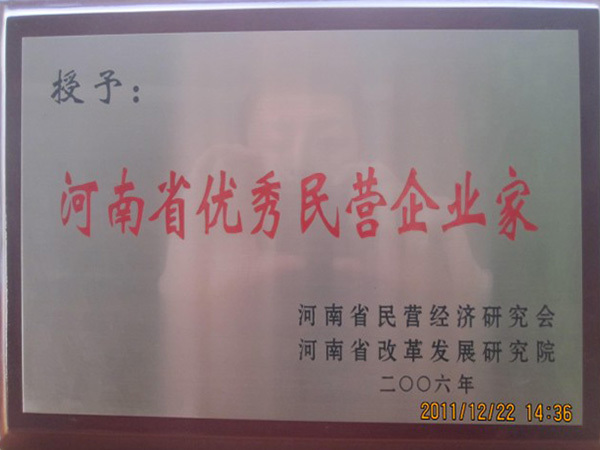 授予：
河南省优秀民营企业家
河南省民营经济研究会
河南省改革发展研究院
二〇〇六年
2011/12/22 14:36